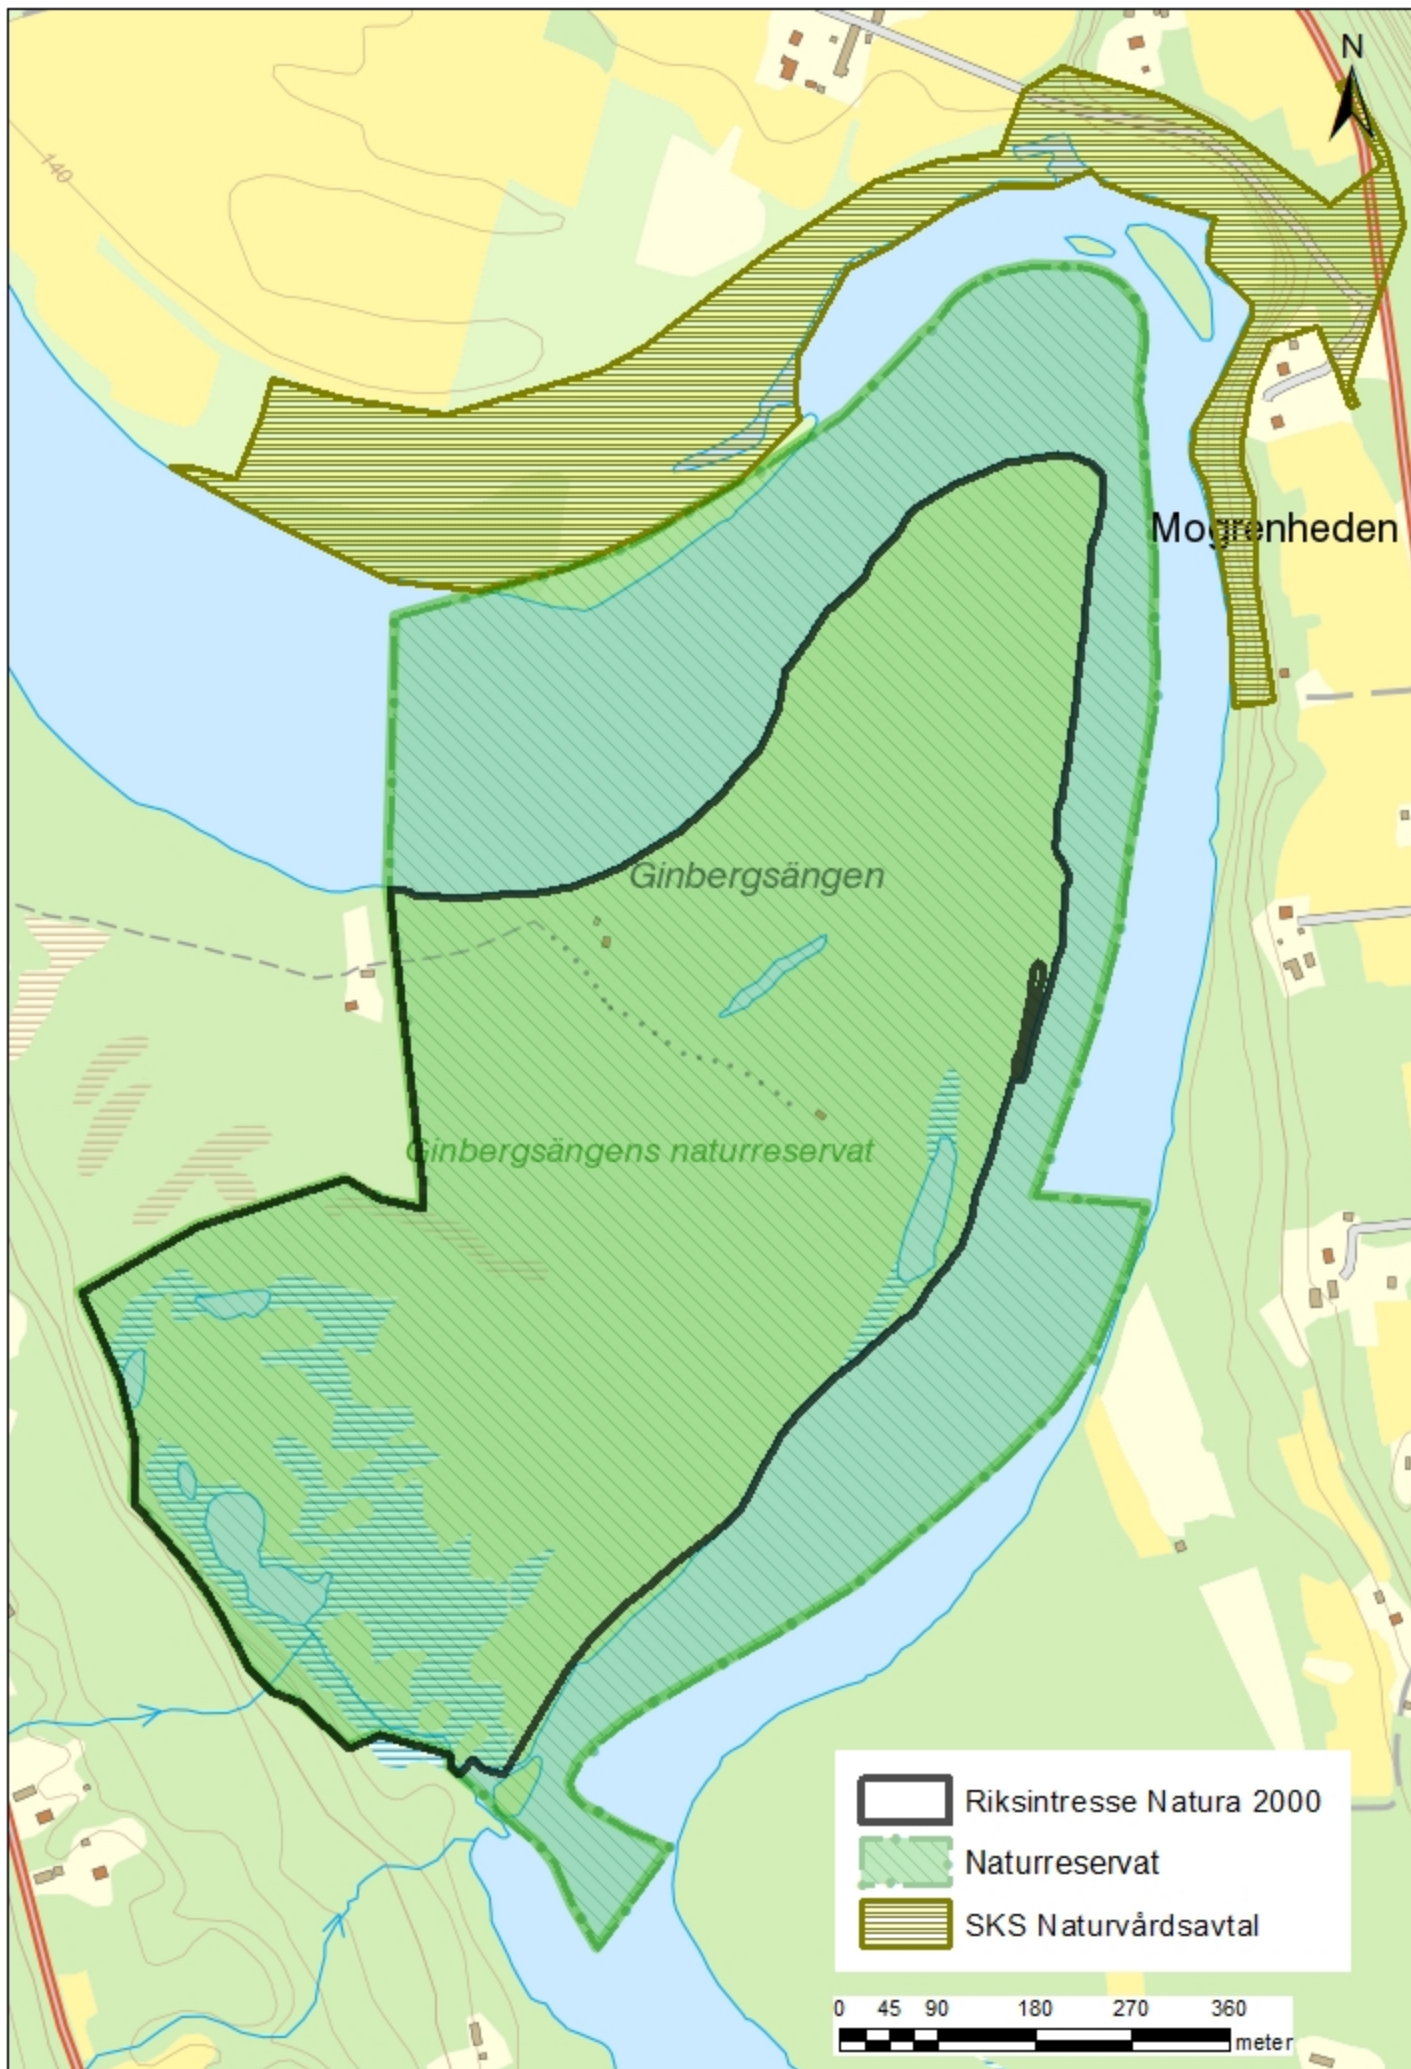 N
140
Mogrenheden
Ginbergsängen
Ginbergsängens naturreservat
Riksintresse Natura 2000
Naturreservat
SKS Naturvårdsavtal
0 45 90 180 270 360
meter